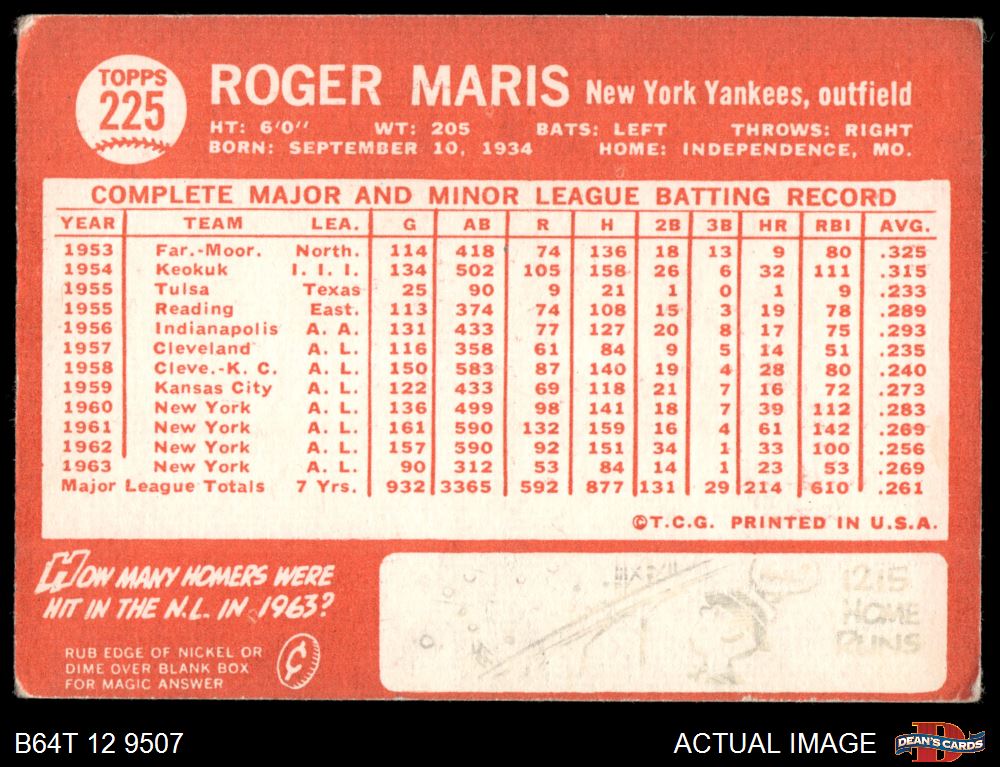 TOPPS
225
ROGER MARIS New York Yankees, outfield
HT: 6'0" WT: 205 BATS: LEFT THROWS: RIGHT
BORN: SEPTEMBER 10, 1934 HOME: INDEPENDENCE, MO.
COMPLETE MAJOR AND MINOR LEAGUE BATTING RECORD
YEAR TEAM LEA. G AB R H 2B 3B HR RBI AVG.
1953 Far.-Moor. North. 114 418 74 136 18 13 9 80 .325
1954 Keokuk I. I. I. 134 502 105 158 26 6 32 111 .315
1955 Tulsa Texas 25 90 9 21 1 0 1 9 .233
1955 Reading East. 113 374 74 108 15 3 19 78 .289
1956 Indianapolis A. A. 131 433 77 127 20 8 17 75 .293
1957 Cleveland A. L. 116 358 61 84 9 5 14 51 .235
1958 Cleve.-K. C. A. L. 150 583 87 140 19 4 28 80 .240
1959 Kansas City A. L. 122 433 69 118 21 7 16 72 .273
1960 New York A. L. 136 499 98 141 18 7 39 112 .283
1961 New York A. L. 161 590 132 159 16 4 61 142 .269
1962 New York A. L. 157 590 92 151 34 1 33 100 .256
1963 New York A. L. 90 312 53 84 14 1 23 53 .269
Major League Totals 7 Yrs. 932 3365 592 877 131 29 214 610 .261
©T.C.G. PRINTED IN U.S.A.
HOW MANY HOMERS WERE
HIT IN THE N.L. IN 1963?
RUB EDGE OF NICKEL OR
DIME OVER BLANK BOX
FOR MAGIC ANSWER
¢
1215
HOME
RUNS
B64T 12 9507
ACTUAL IMAGE
DEAN'S CARDS